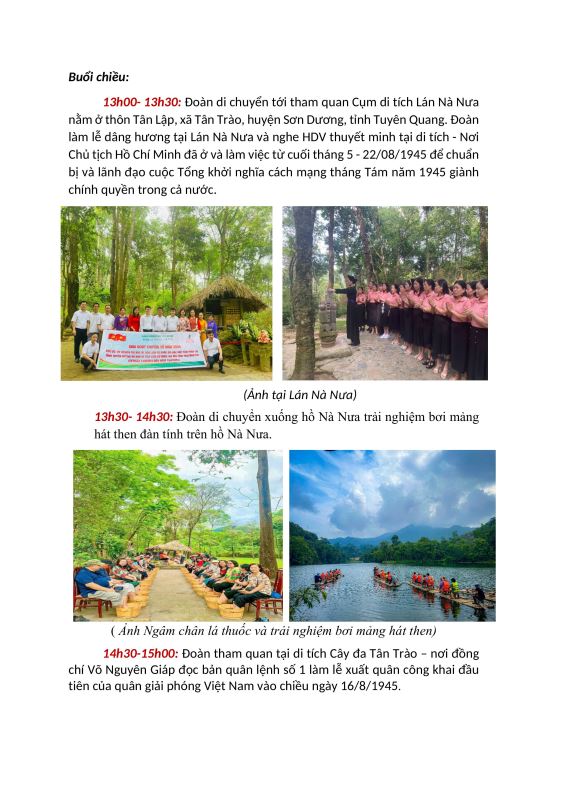 Buổi chiều:
13h00- 13h30: Đoàn di chuyển tới tham quan Cụm di tích Lán Nà Nưa
nằm ở thôn Tân Lập, xã Tân Trào, huyện Sơn Dương, tỉnh Tuyên Quang. Đoàn
làm lễ dâng hương tại Lán Nà Nưa và nghe HDV thuyết minh tại di tích - Nơi
Chủ tịch Hồ Chí Minh đã ở và làm việc từ cuối tháng 5 - 22/08/1945 để chuẩn
bị và lãnh đạo cuộc Tổng khởi nghĩa cách mạng tháng Tám năm 1945 giành
chính quyền trong cả nước.
(Ảnh tại Lán Nà Nưa)
13h30- 14h30: Đoàn di chuyển xuống hồ Nà Nưa trải nghiệm bơi mảng
hát then đàn tính trên hồ Nà Nưa.
( Ảnh Ngâm chân lá thuốc và trải nghiệm bơi mảng hát then)
14h30-15h00: Đoàn tham quan tại di tích Cây đa Tân Trào – nơi đồng
chí Võ Nguyên Giáp đọc bản quân lệnh số 1 làm lễ xuất quân công khai đầu
tiên của quân giải phóng Việt Nam vào chiều ngày 16/8/1945.